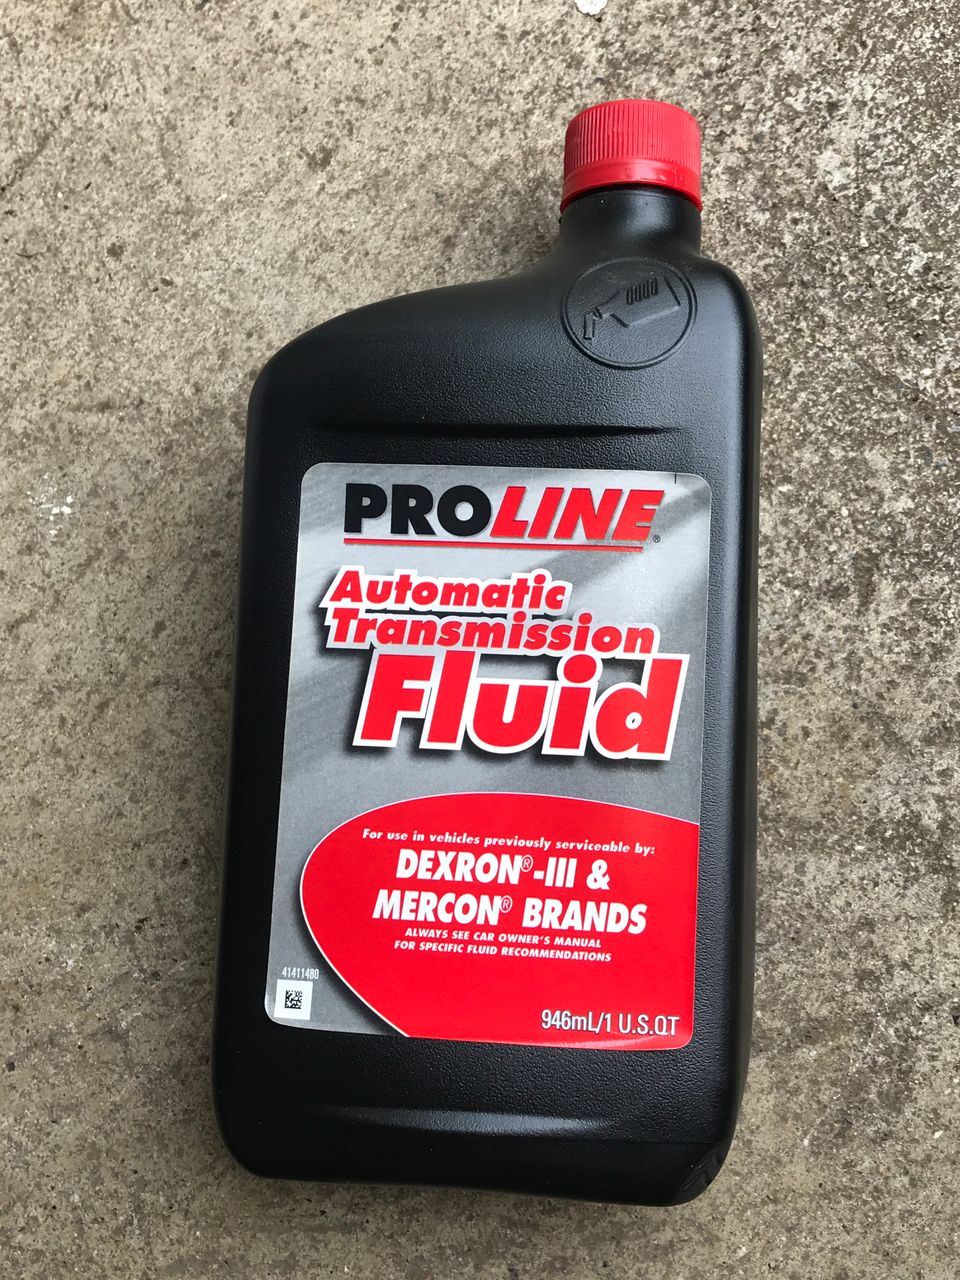 PROLINE®
Automatic
Transmission
Fluid
For use in vehicles previously serviceable by:
DEXRON®-III &
MERCON® BRANDS
ALWAYS SEE CAR OWNER'S MANUAL
FOR SPECIFIC FLUID RECOMMENDATIONS
41411480
946mL/1 U.S.QT